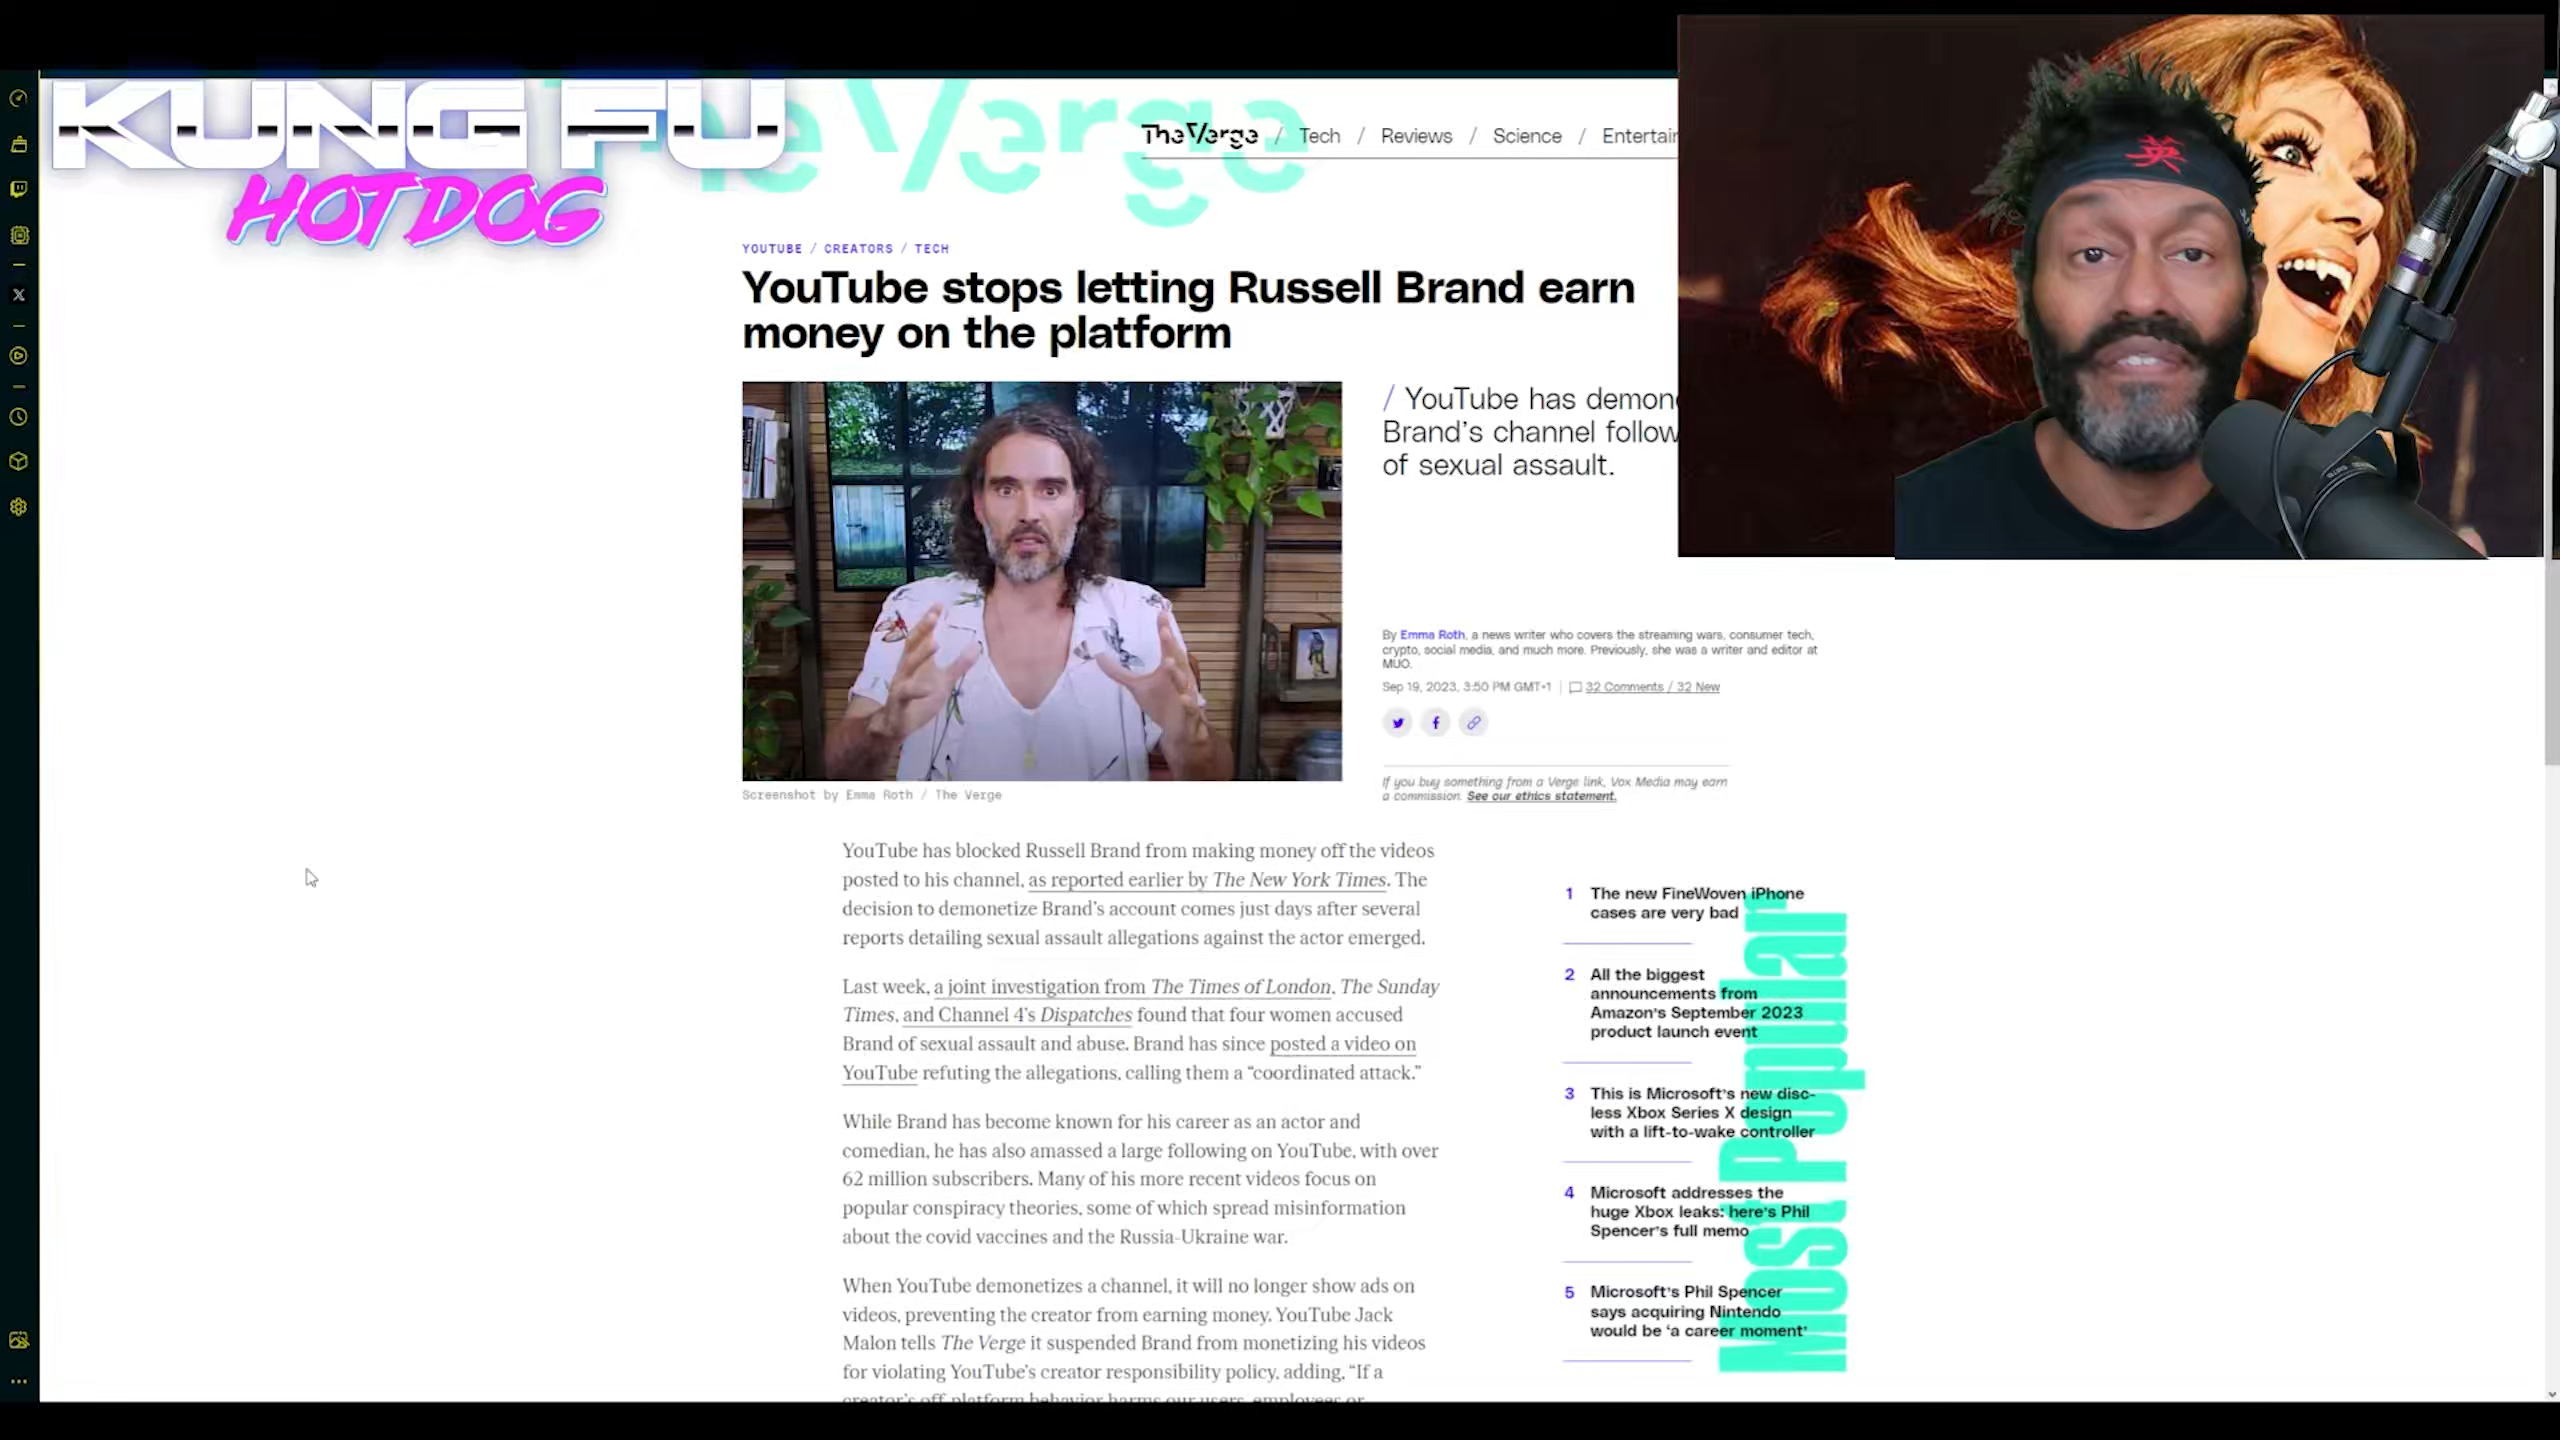 KUNG FU
HOT DOG
The Verge
The Verge / Tech / Reviews / Science / Entertain
英
YOUTUBE / CREATORS / TECH
YouTube stops letting Russell Brand earn
money on the platform
/ YouTube has demon
Brand's channel follow
of sexual assault.
By Emma Roth, a news writer who covers the streaming wars, consumer tech,
crypto, social media, and much more. Previously, she was a writer and editor at
MUO.
Sep 19, 2023, 3:50 PM GMT+1 | 32 Comments / 32 New
If you buy something from a Verge link, Vox Media may earn
a commission. See our ethics statement.
Screenshot by Emma Roth / The Verge
YouTube has blocked Russell Brand from making money off the videos
posted to his channel, as reported earlier by The New York Times. The
decision to demonetize Brand's account comes just days after several
reports detailing sexual assault allegations against the actor emerged.
Last week, a joint investigation from The Times of London, The Sunday
Times, and Channel 4's Dispatches found that four women accused
Brand of sexual assault and abuse. Brand has since posted a video on
YouTube refuting the allegations, calling them a “coordinated attack.”
While Brand has become known for his career as an actor and
comedian, he has also amassed a large following on YouTube, with over
62 million subscribers. Many of his more recent videos focus on
popular conspiracy theories, some of which spread misinformation
about the covid vaccines and the Russia-Ukraine war.
When YouTube demonetizes a channel, it will no longer show ads on
videos, preventing the creator from earning money. YouTube Jack
Malon tells The Verge it suspended Brand from monetizing his videos
for violating YouTube's creator responsibility policy, adding, “If a
creator's off-platform behavior harms our users, employees or
Most Popular
1 The new FineWoven iPhone
cases are very bad
2 All the biggest
announcements from
Amazon's September 2023
product launch event
3 This is Microsoft's new disc-
less Xbox Series X design
with a lift-to-wake controller
4 Microsoft addresses the
huge Xbox leaks: here's Phil
Spencer's full memo
5 Microsoft's Phil Spencer
says acquiring Nintendo
would be ‘a career moment’